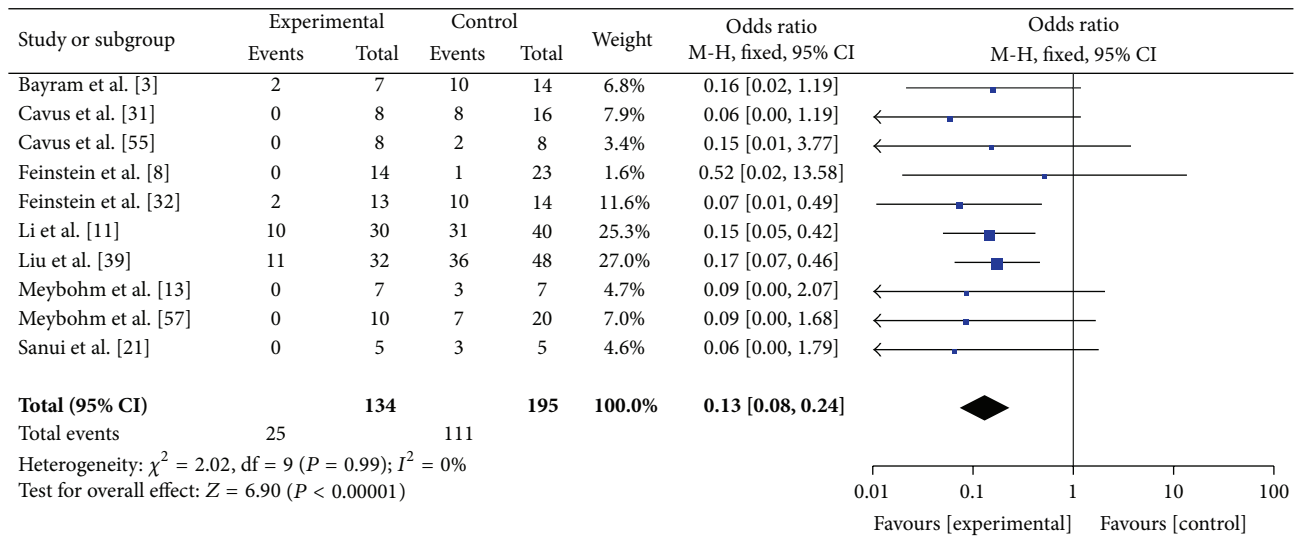 Study or subgroup Experimental Control Weight Odds ratio Odds ratio
Events Total Events Total M-H, fixed, 95% CI M-H, fixed, 95% CI
Bayram et al. [3] 2 7 10 14 6.8% 0.16 [0.02, 1.19]
Cavus et al. [31] 0 8 8 16 7.9% 0.06 [0.00, 1.19]
Cavus et al. [55] 0 8 2 8 3.4% 0.15 [0.01, 3.77]
Feinstein et al. [8] 0 14 1 23 1.6% 0.52 [0.02, 13.58]
Feinstein et al. [32] 2 13 10 14 11.6% 0.07 [0.01, 0.49]
Li et al. [11] 10 30 31 40 25.3% 0.15 [0.05, 0.42]
Liu et al. [39] 11 32 36 48 27.0% 0.17 [0.07, 0.46]
Meybohm et al. [13] 0 7 3 7 4.7% 0.09 [0.00, 2.07]
Meybohm et al. [57] 0 10 7 20 7.0% 0.09 [0.00, 1.68]
Sanui et al. [21] 0 5 3 5 4.6% 0.06 [0.00, 1.79]
Total (95% CI) 134 195 100.0% 0.13 [0.08, 0.24]
Total events 25 111
Heterogeneity: χ² = 2.02, df = 9 (P = 0.99); I² = 0%
Test for overall effect: Z = 6.90 (P < 0.00001)
0.01 0.1 1 10 100
Favours [experimental] Favours [control]